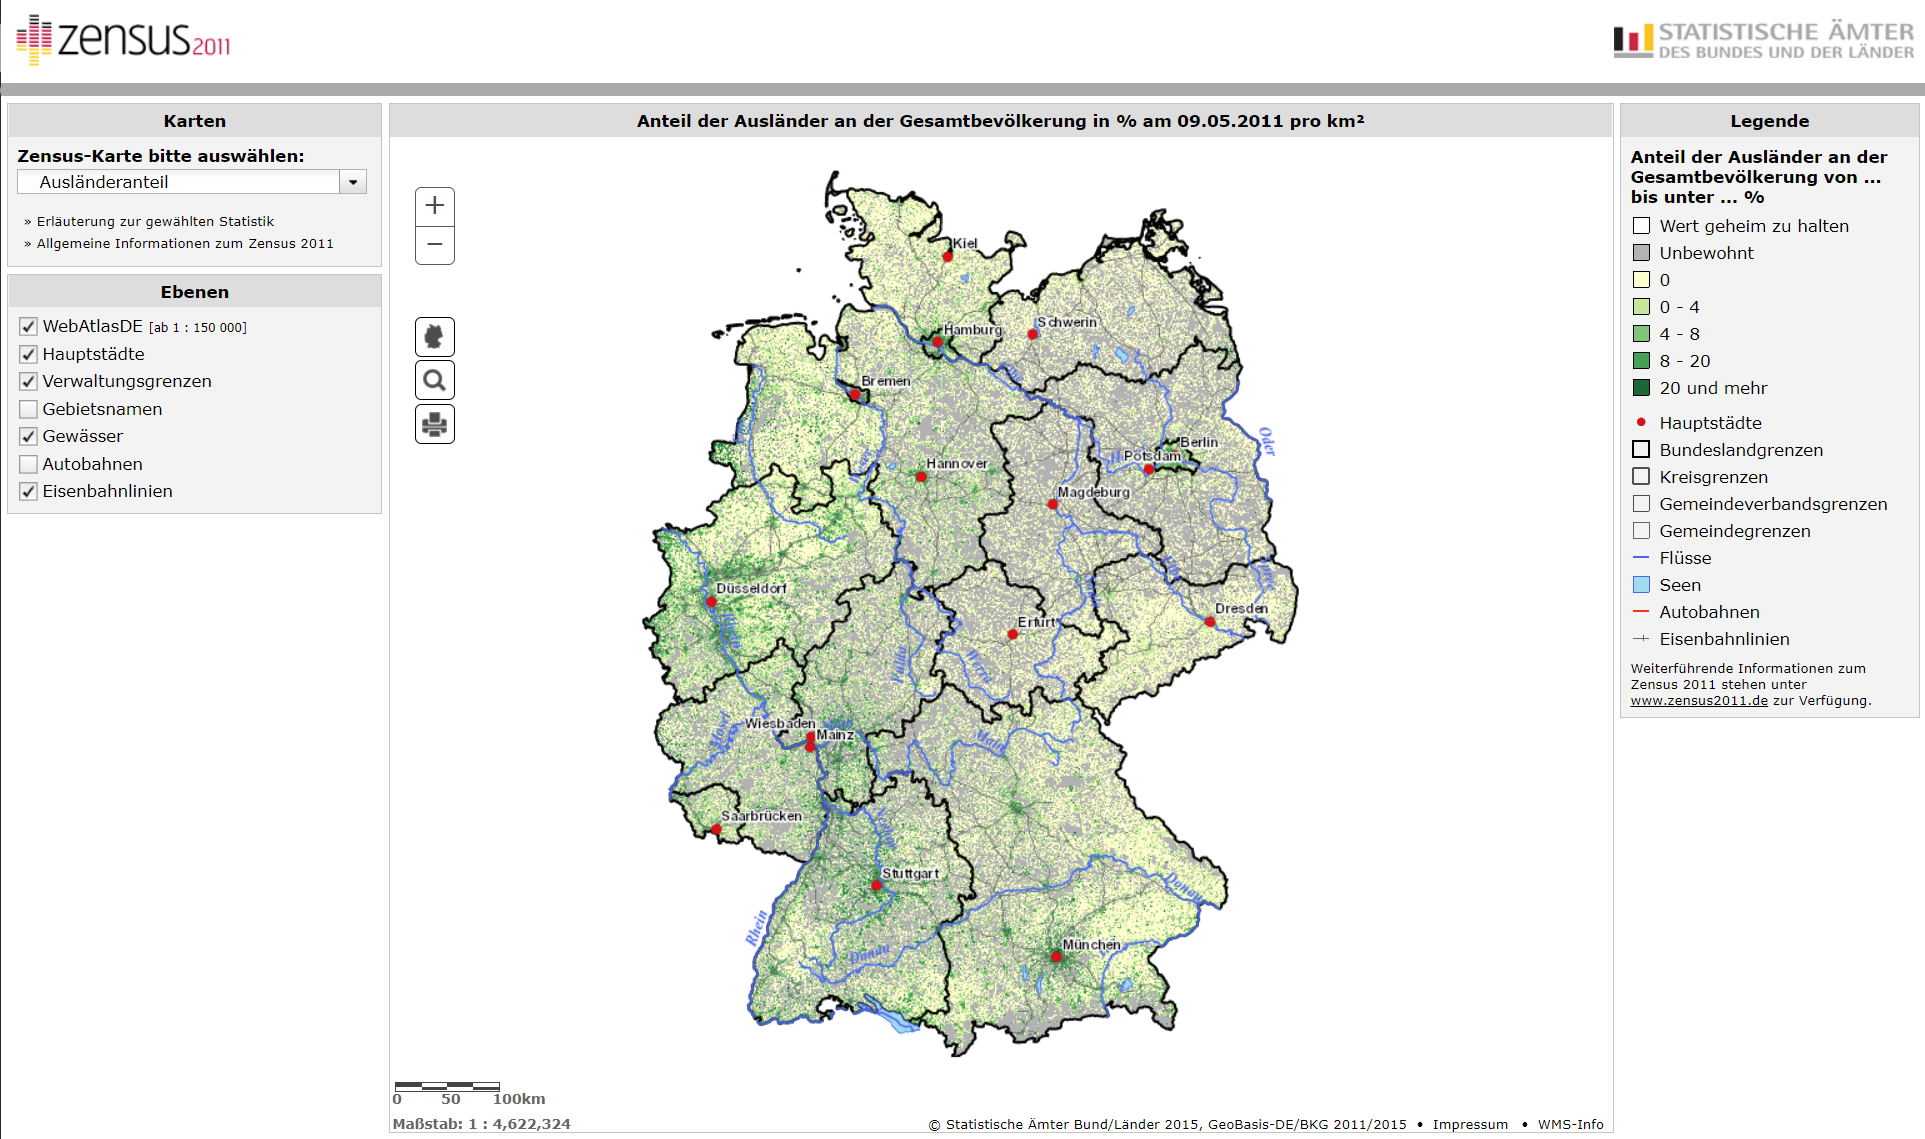 zensus2011
STATISTISCHE ÄMTER
DES BUNDES UND DER LÄNDER
Karten
Zensus-Karte bitte auswählen:
Ausländeranteil
» Erläuterung zur gewählten Statistik
» Allgemeine Informationen zum Zensus 2011
Ebenen
WebAtlasDE [ab 1 : 150 000]
Hauptstädte
Verwaltungsgrenzen
Gebietsnamen
Gewässer
Autobahnen
Eisenbahnlinien
Anteil der Ausländer an der Gesamtbevölkerung in % am 09.05.2011 pro km²
+
−
Kiel
Schwerin
Hamburg
Bremen
Oder
Berlin
Potsdam
Hannover
Magdeburg
Düsseldorf
Dresden
Erfurt
Fulda
Werra
Mosel
Wiesbaden
Mainz
Main
Saarbrücken
Neckar
Stuttgart
Donau
Rhein
München
Donau
0 50 100km
Maßstab: 1 : 4,622,324
© Statistische Ämter Bund/Länder 2015, GeoBasis-DE/BKG 2011/2015 • Impressum • WMS-Info
Legende
Anteil der Ausländer an der
Gesamtbevölkerung von ...
bis unter ... %
Wert geheim zu halten
Unbewohnt
0
0 - 4
4 - 8
8 - 20
20 und mehr
Hauptstädte
Bundeslandgrenzen
Kreisgrenzen
Gemeindeverbandsgrenzen
Gemeindegrenzen
Flüsse
Seen
Autobahnen
Eisenbahnlinien
Weiterführende Informationen zum
Zensus 2011 stehen unter
www.zensus2011.de zur Verfügung.